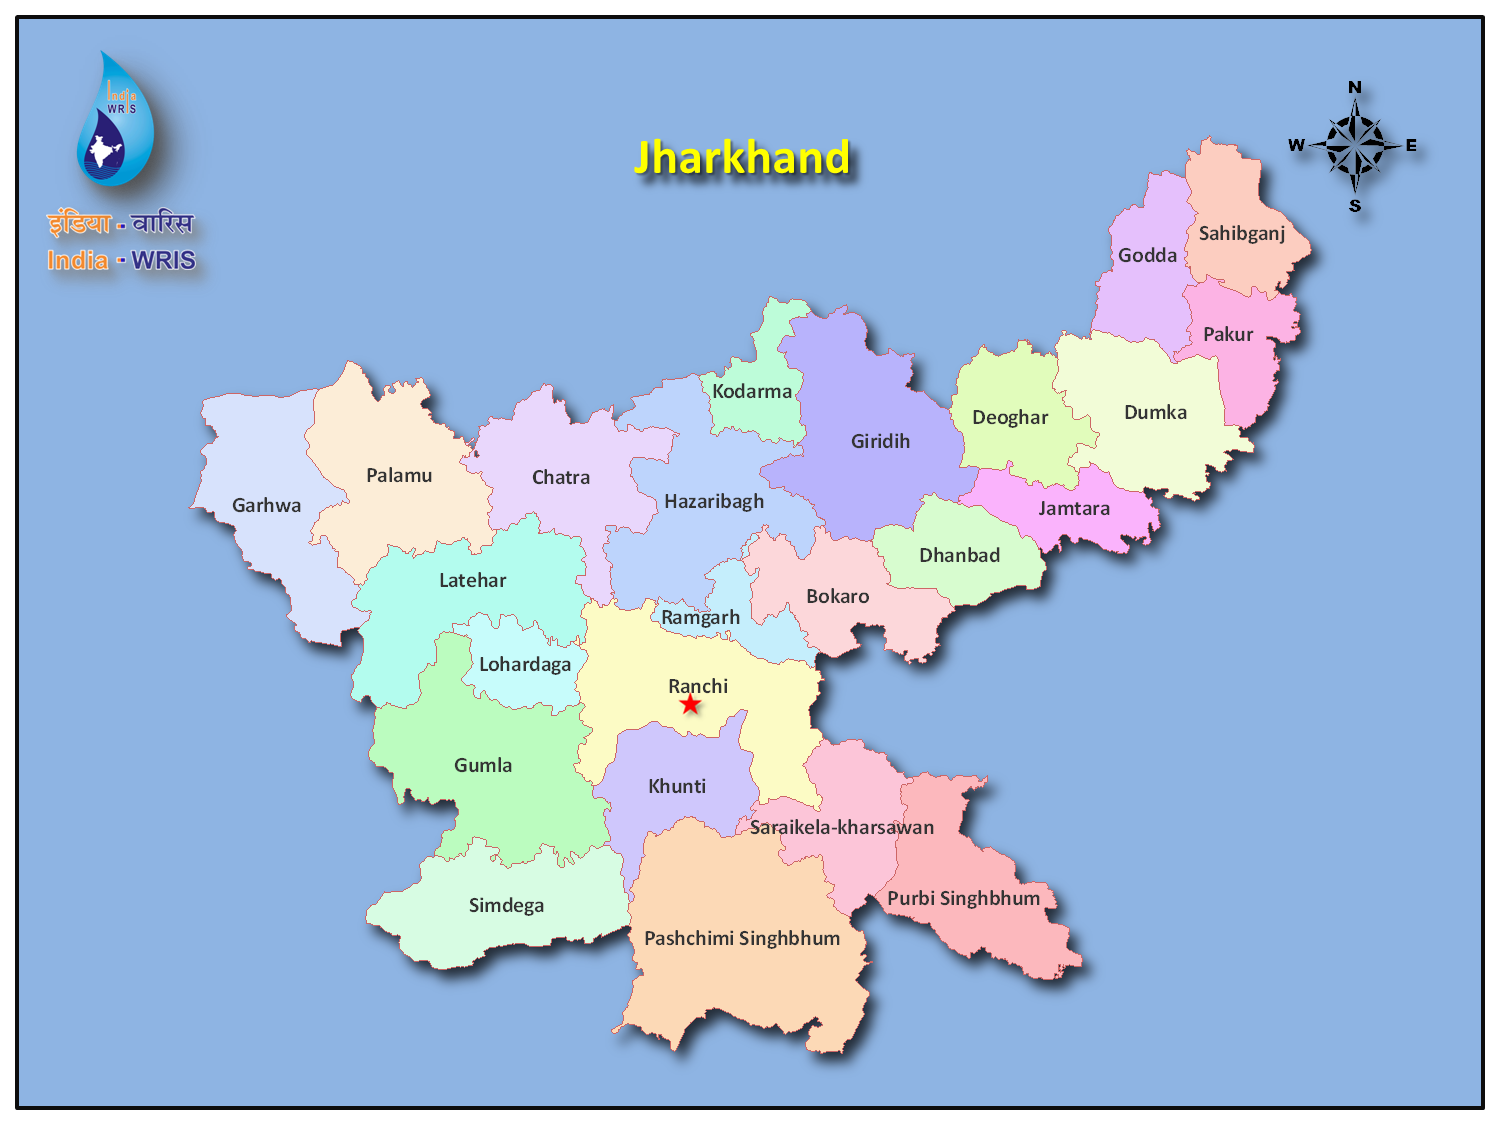 India
WRIS
इंडिया - वारिस
India - WRIS
Jharkhand
N
W
E
S
Sahibganj
Godda
Pakur
Kodarma
Deoghar
Dumka
Giridih
Palamu
Chatra
Hazaribagh
Garhwa
Jamtara
Dhanbad
Latehar
Bokaro
Ramgarh
Lohardaga
Ranchi
Gumla
Khunti
Saraikela-kharsawan
Simdega
Purbi Singhbhum
Pashchimi Singhbhum